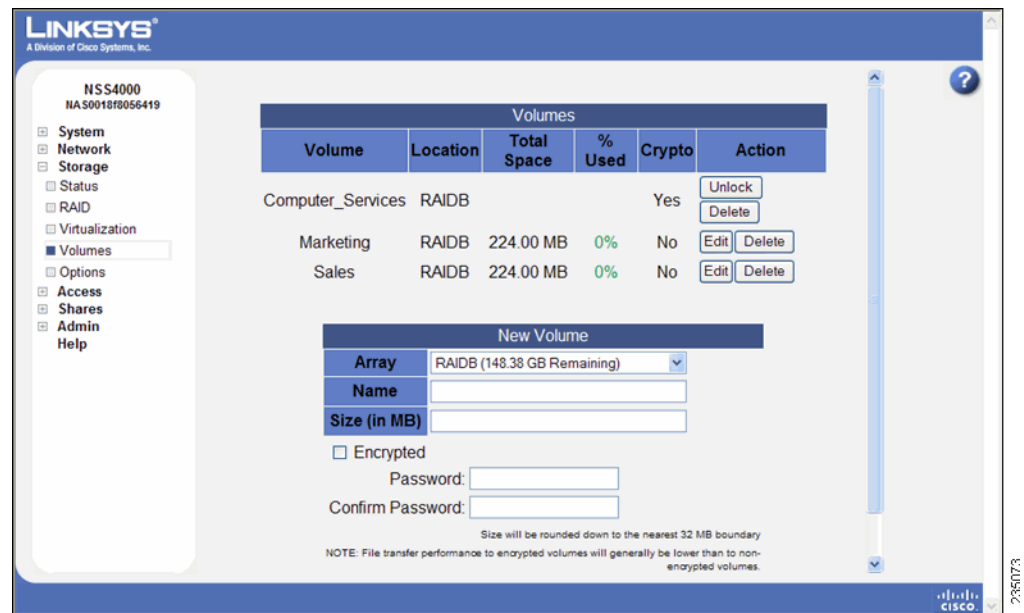 LINKSYS®
A Division of Cisco Systems, Inc.
NSS4000
NAS0018f8056419
System
Network
Storage
Status
RAID
Virtualization
Volumes
Options
Access
Shares
Admin
Help
?
Volumes
Volume Location Total Space % Used Crypto Action
Computer_Services RAIDB Yes Unlock Delete
Marketing RAIDB 224.00 MB 0% No Edit Delete
Sales RAIDB 224.00 MB 0% No Edit Delete
New Volume
Array RAIDB (148.38 GB Remaining)
Name
Size (in MB)
Encrypted
Password:
Confirm Password:
Size will be rounded down to the nearest 32 MB boundary
NOTE: File transfer performance to encrypted volumes will generally be lower than to non-
encrypted volumes.
CISCO.
235073